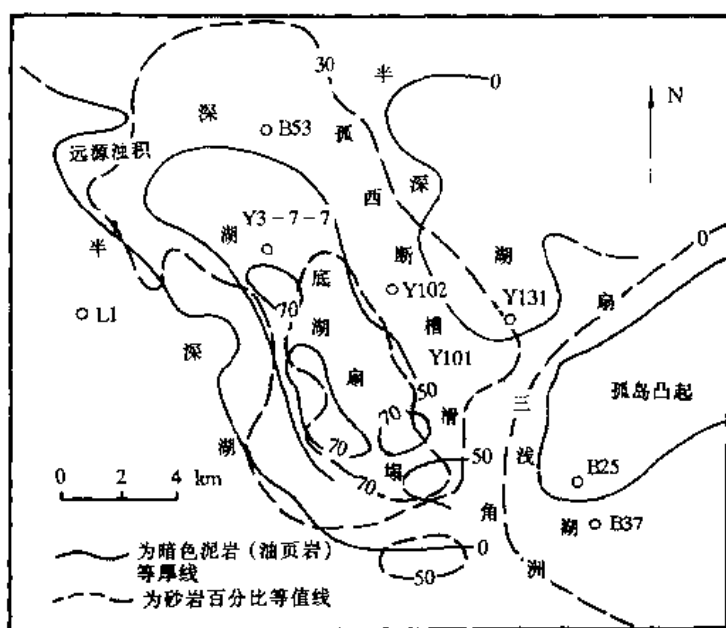 30
半
0
深
B53
孤
N
远源浊积
西
深
半
湖
Y3-7-7
断
湖
0
底
Y102
Y131
扇
L1
70
湖
槽
深
扇
Y101
孤岛凸起
50
三
70
滑
浅
0 2 4 km
湖
70
70
塌
50
B25
角
湖
B37
为暗色泥岩（油页岩）
等厚线
0
50
洲
为砂岩百分比等值线